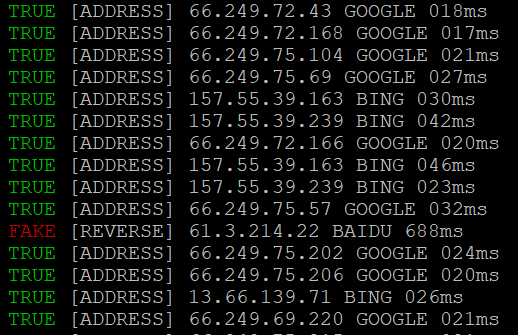 TRUE [ADDRESS] 66.249.72.43 GOOGLE 018ms
TRUE [ADDRESS] 66.249.72.168 GOOGLE 017ms
TRUE [ADDRESS] 66.249.75.104 GOOGLE 021ms
TRUE [ADDRESS] 66.249.75.69 GOOGLE 027ms
TRUE [ADDRESS] 157.55.39.163 BING 030ms
TRUE [ADDRESS] 157.55.39.239 BING 042ms
TRUE [ADDRESS] 66.249.72.166 GOOGLE 020ms
TRUE [ADDRESS] 157.55.39.163 BING 046ms
TRUE [ADDRESS] 157.55.39.239 BING 023ms
TRUE [ADDRESS] 66.249.75.57 GOOGLE 032ms
FAKE [REVERSE] 61.3.214.22 BAIDU 688ms
TRUE [ADDRESS] 66.249.75.202 GOOGLE 024ms
TRUE [ADDRESS] 66.249.75.206 GOOGLE 020ms
TRUE [ADDRESS] 13.66.139.71 BING 026ms
TRUE [ADDRESS] 66.249.69.220 GOOGLE 021ms